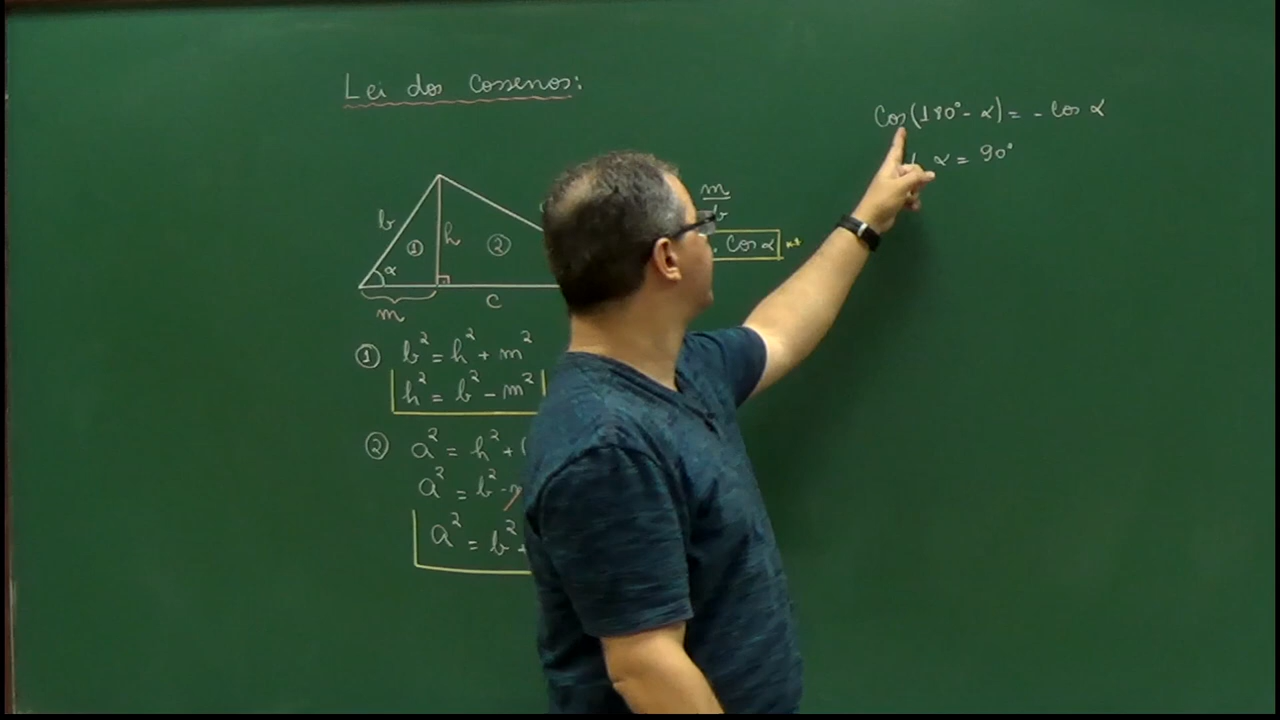 Lei dos Cossenos:
Cos(180° - α) = - Cos α
α = 90°
b
h
①
②
α
m
c
m
b
. Cos α
① b² = h² + m²
h² = b² - m²
② a² = h² + (
a² = b² - m
a² = b² +